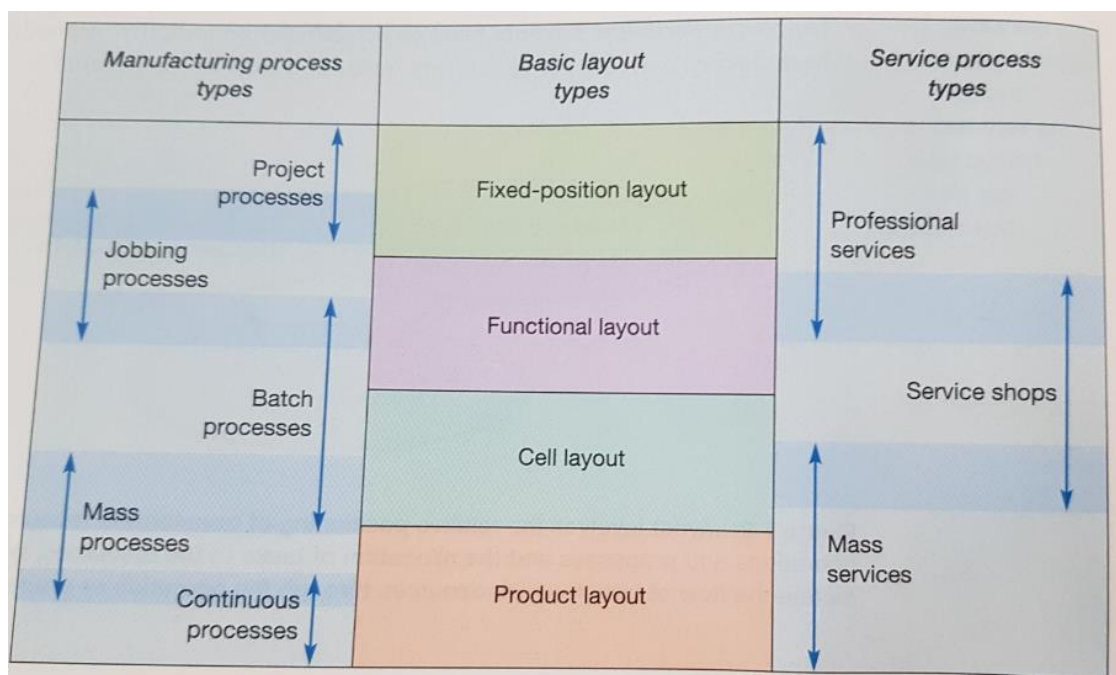 Manufacturing process
types
Basic layout
types
Service process
types
Project
processes
Jobbing
processes
Batch
processes
Mass
processes
Continuous
processes
Fixed-position layout
Functional layout
Cell layout
Product layout
Professional
services
Service shops
Mass
services